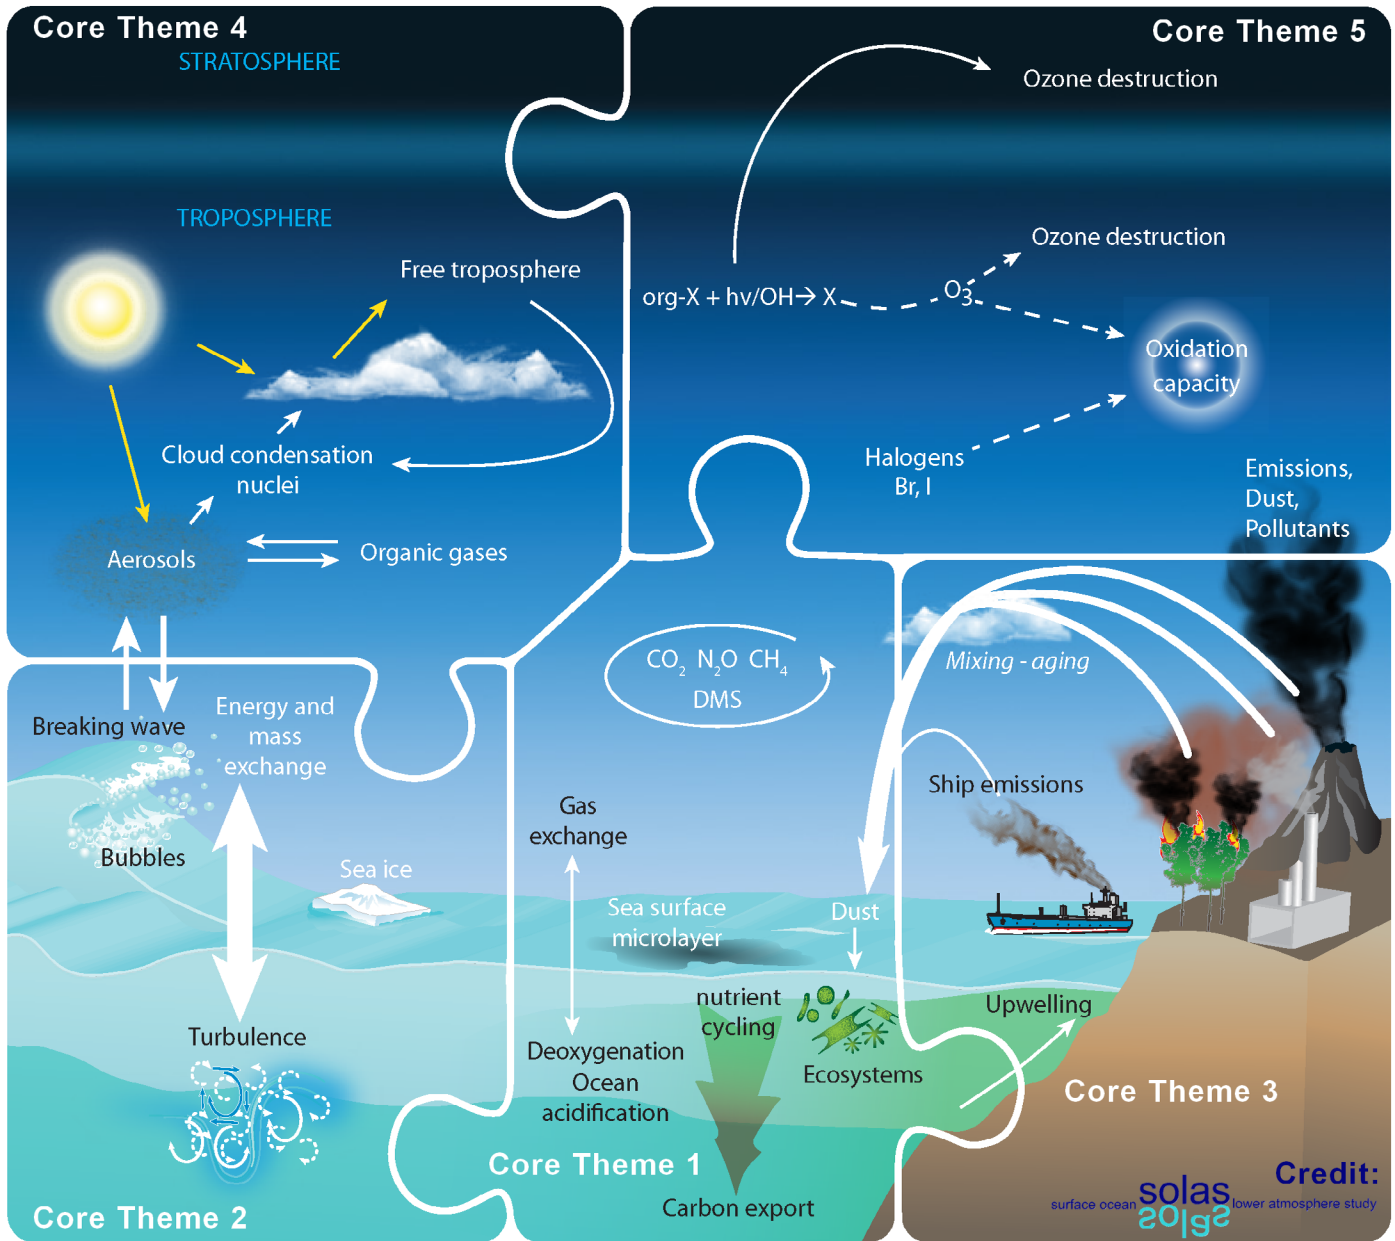 Core Theme 4
STRATOSPHERE
TROPOSPHERE
Free troposphere
Cloud condensation
nuclei
Aerosols
Organic gases
Core Theme 5
Ozone destruction
Ozone destruction
org-X + hv/OH→ X
O3
Oxidation
capacity
Halogens
Br, I
Emissions,
Dust,
Pollutants
Breaking wave
Bubbles
Energy and
mass
exchange
Sea ice
Turbulence
Core Theme 2
CO2 N2O CH4
DMS
Gas
exchange
Sea surface
microlayer
Dust
nutrient
cycling
Ecosystems
Deoxygenation
Ocean
acidification
Core Theme 1
Carbon export
Mixing - aging
Ship emissions
Upwelling
Core Theme 3
Credit:
surface ocean solas lower atmosphere study